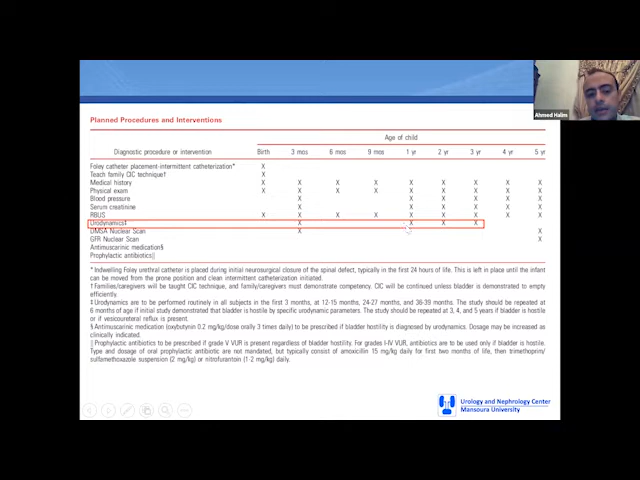 Ahmed Halim
Planned Procedures and Interventions
Age of child
Diagnostic procedure or intervention Birth 3 mos 6 mos 9 mos 1 yr 2 yr 3 yr 4 yr 5 yr
Foley catheter placement-intermittent catheterization* X
Teach family CIC technique† X
Medical history X X X X X X X X X
Physical exam X X X X X X X X X
Blood pressure X X X X X X
Serum creatinine X X X X X X
RBUS X X X X X X X X X
Urodynamics‡ X X X X
DMSA Nuclear Scan X X
GFR Nuclear Scan X
Antimuscarinic medication§
Prophylactic antibiotics||
* Indwelling Foley urethral catheter is placed during initial neurosurgical closure of the spinal defect, typically in the first 24 hours of life. This is left in place until the infant
can be moved from the prone position and clean intermittent catheterization initiated.
† Families/caregivers will be taught CIC technique, and family/caregivers must demonstrate competency. CIC will be continued unless bladder is demonstrated to empty
efficiently.
‡ Urodynamics are to be performed routinely in all subjects in the first 3 months, at 12-15 months, 24-27 months, and 36-39 months. The study should be repeated at
6 months of age if initial study demonstrated that bladder is hostile by specific urodynamic parameters. The study should be repeated at 3, 4, and 5 years if bladder is hostile
or if vesicoureteral reflux is present.
§ Antimuscarinic medication (oxybutynin 0.2 mg/kg/dose orally 3 times daily) to be prescribed if bladder hostility is diagnosed by urodynamics. Dosage may be increased as
clinically indicated.
|| Prophylactic antibiotics to be prescribed if grade V VUR is present regardless of bladder hostility. For grades I-IV VUR, antibiotics are to be used only if bladder is hostile.
Type and dosage of oral prophylactic antibiotic are not mandated, but typically consist of amoxicillin 15 mg/kg daily for first two months of life, then trimethoprim/
sulfamethoxazole suspension (2 mg/kg) or nitrofurantoin (1-2 mg/kg) daily.
Urology and Nephrology Center
Mansoura University